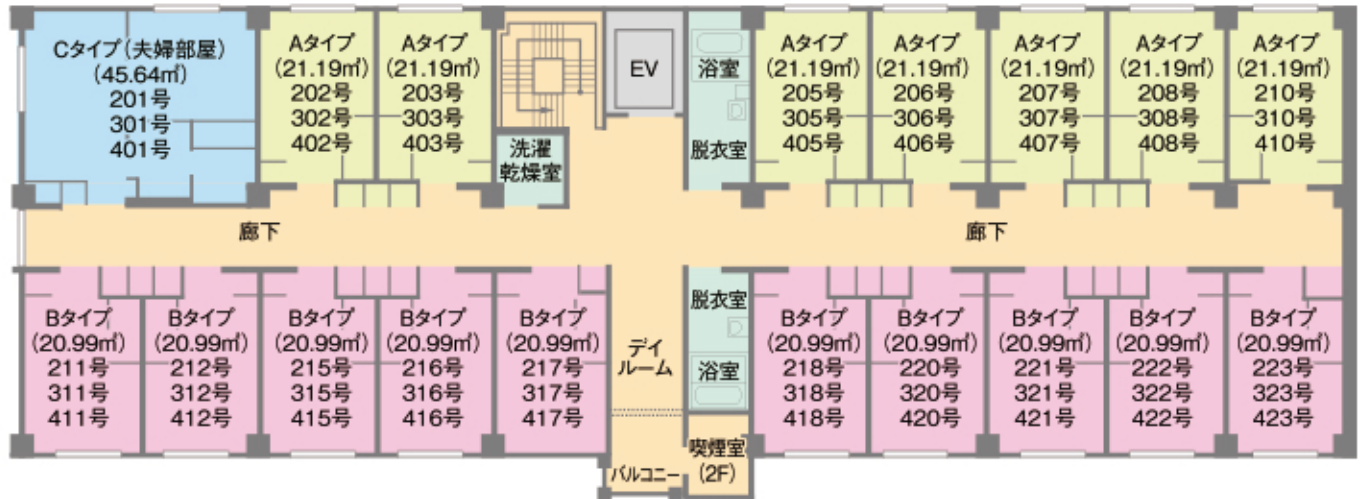 Cタイプ(夫婦部屋)
(45.64㎡)
201号
301号
401号
Aタイプ
(21.19㎡)
202号
302号
402号
Aタイプ
(21.19㎡)
203号
303号
403号
洗濯
乾燥室
EV
浴室
脱衣室
Aタイプ
(21.19㎡)
205号
305号
405号
Aタイプ
(21.19㎡)
206号
306号
406号
Aタイプ
(21.19㎡)
207号
307号
407号
Aタイプ
(21.19㎡)
208号
308号
408号
Aタイプ
(21.19㎡)
210号
310号
410号
廊下
廊下
Bタイプ
(20.99㎡)
211号
311号
411号
Bタイプ
(20.99㎡)
212号
312号
412号
Bタイプ
(20.99㎡)
215号
315号
415号
Bタイプ
(20.99㎡)
216号
316号
416号
Bタイプ
(20.99㎡)
217号
317号
417号
デイ
ルーム
バルコニー
脱衣室
浴室
喫煙室
(2F)
Bタイプ
(20.99㎡)
218号
318号
418号
Bタイプ
(20.99㎡)
220号
320号
420号
Bタイプ
(20.99㎡)
221号
321号
421号
Bタイプ
(20.99㎡)
222号
322号
422号
Bタイプ
(20.99㎡)
223号
323号
423号